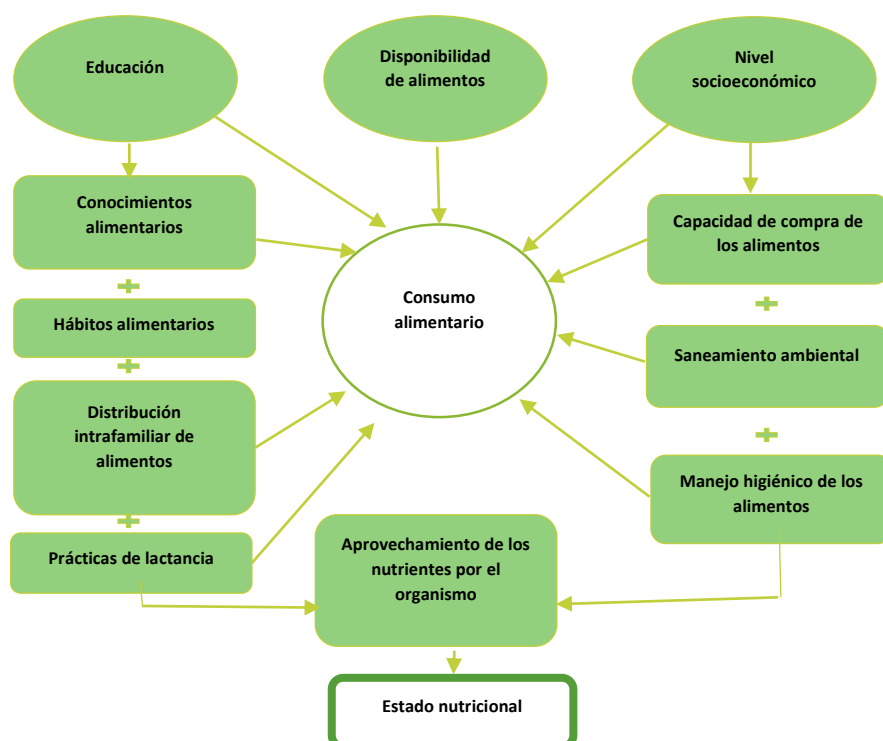 Educación
Disponibilidad
de alimentos
Nivel
socioeconómico
Conocimientos
alimentarios
Capacidad de compra de
los alimentos
Consumo
alimentario
Hábitos alimentarios
Saneamiento ambiental
Distribución
intrafamiliar de
alimentos
Manejo higiénico de los
alimentos
Prácticas de lactancia
Aprovechamiento de los
nutrientes por el
organismo
Estado nutricional